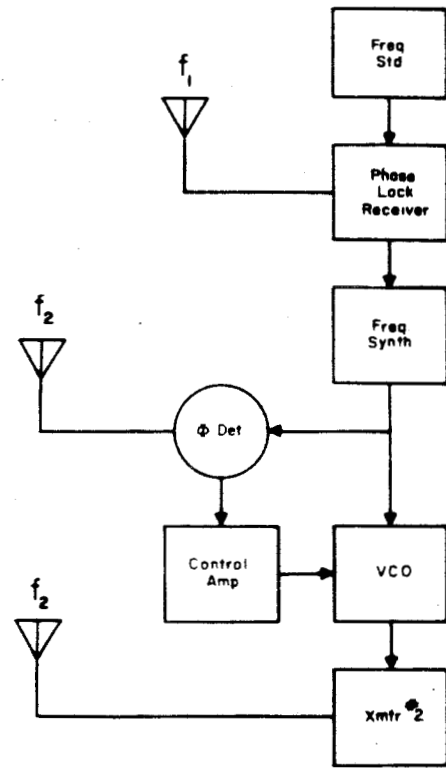 Freq
Std
f1
Phase
Lock
Receiver
f2
Freq
Synth
Φ Det
Control
Amp
VCO
f2
Xmtr #2